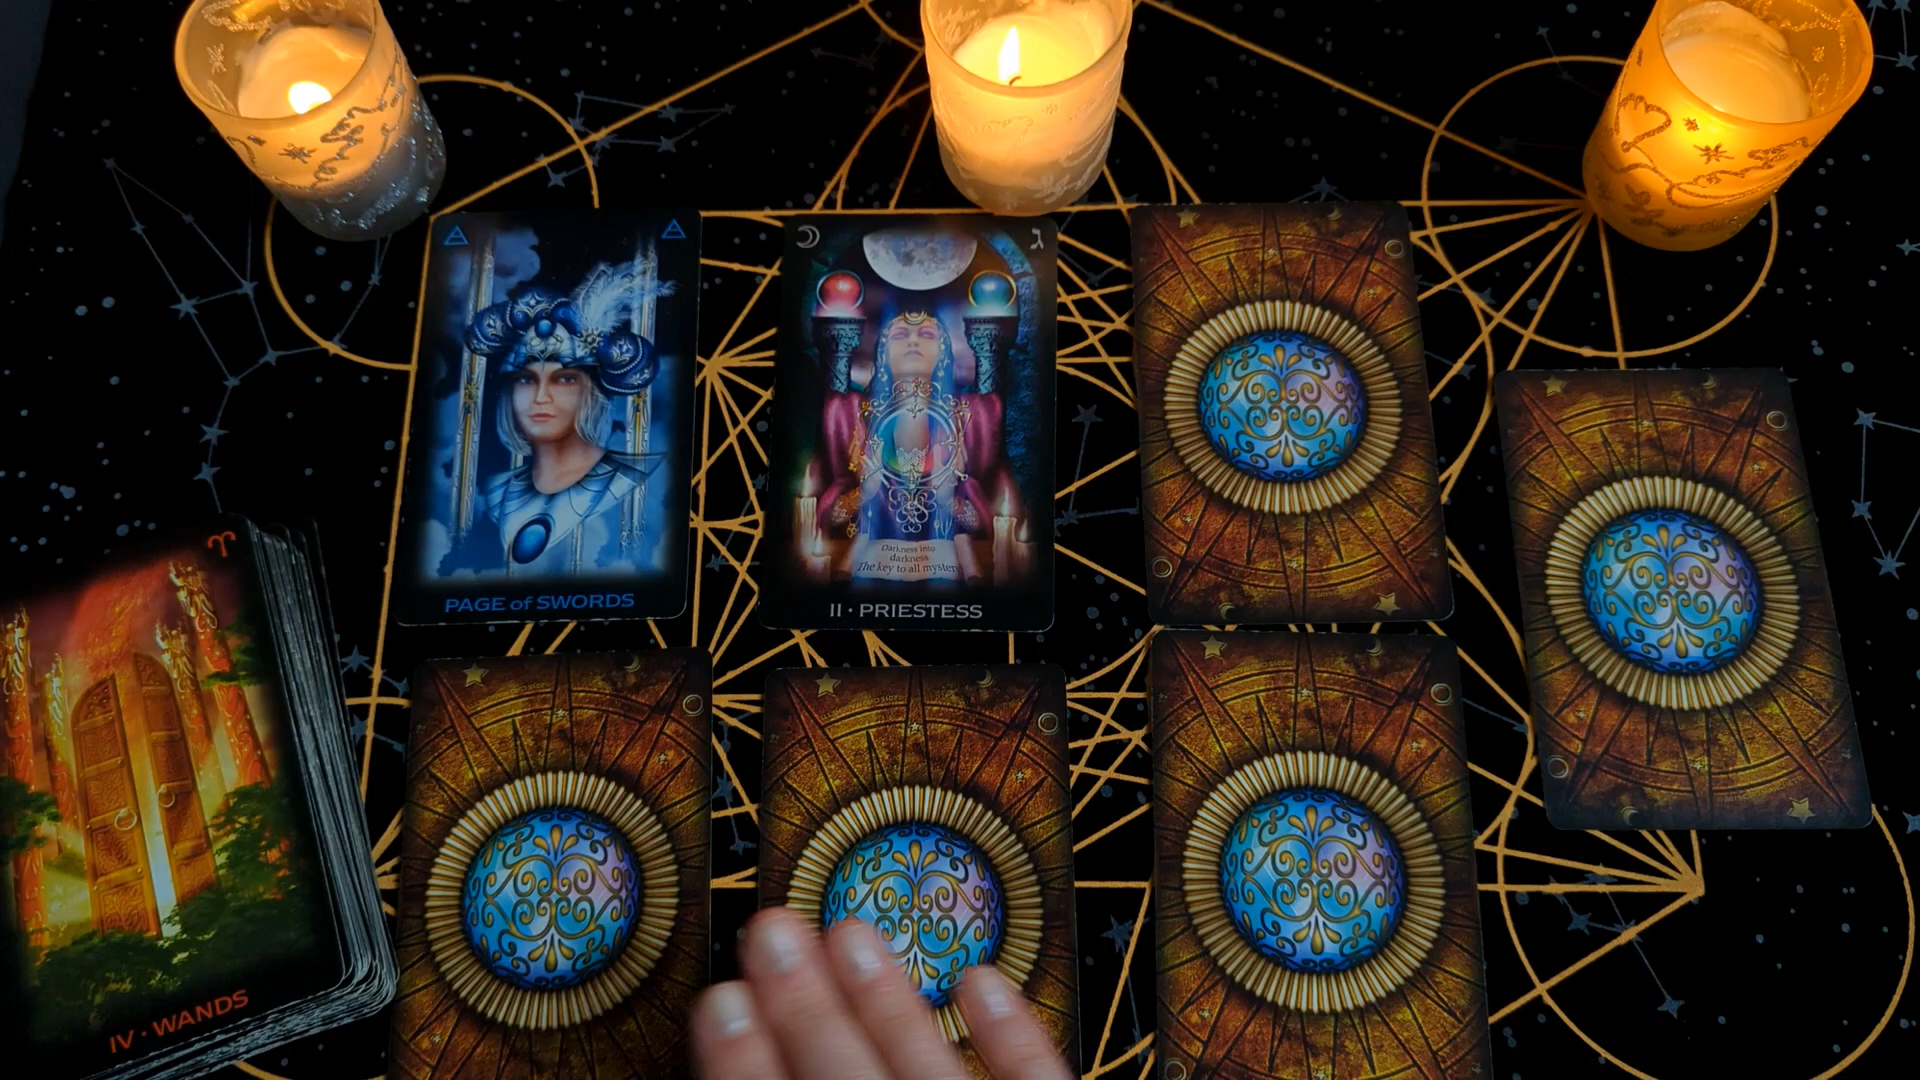 PAGE of SWORDS
Darkness into
darkness.
The key to all myster
II · PRIESTESS
IV · WANDS